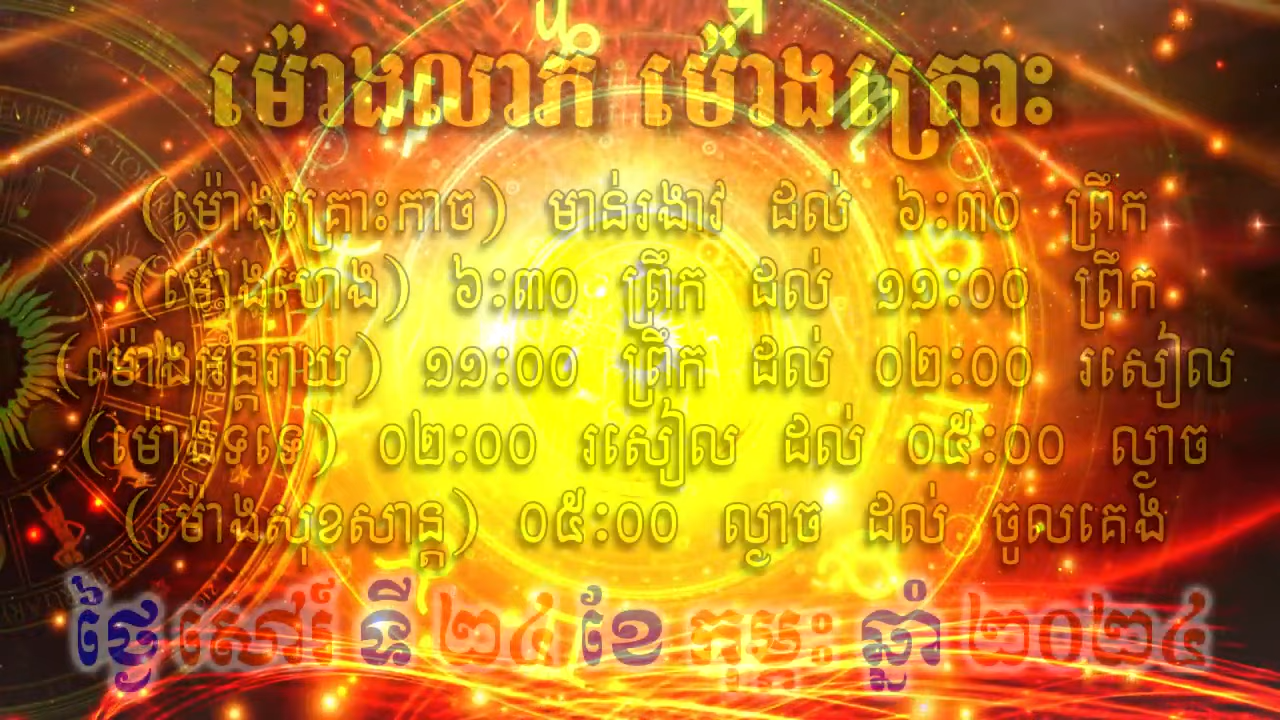 ម៉ោងលាភ ម៉ោងគ្រោះ
(ម៉ោងគ្រោះកាច) មាន់រងាវ ដល់ ៦:៣០ ព្រឹក
(ម៉ោងហេង) ៦:៣០ ព្រឹក ដល់ ១១:០០ ព្រឹក
(ម៉ោងអន្តរាយ) ១១:០០ ព្រឹក ដល់ ០២:០០ រសៀល
(ម៉ោងទទេ) ០២:០០ រសៀល ដល់ ០៥:០០ ល្ងាច
(ម៉ោងសុខសាន្ត) ០៥:០០ ល្ងាច ដល់ ចូលគេង
ថ្ងៃ សៅរ៍ ទី ២៤ ខែ កុម្ភះ ឆ្នាំ ២០២៤